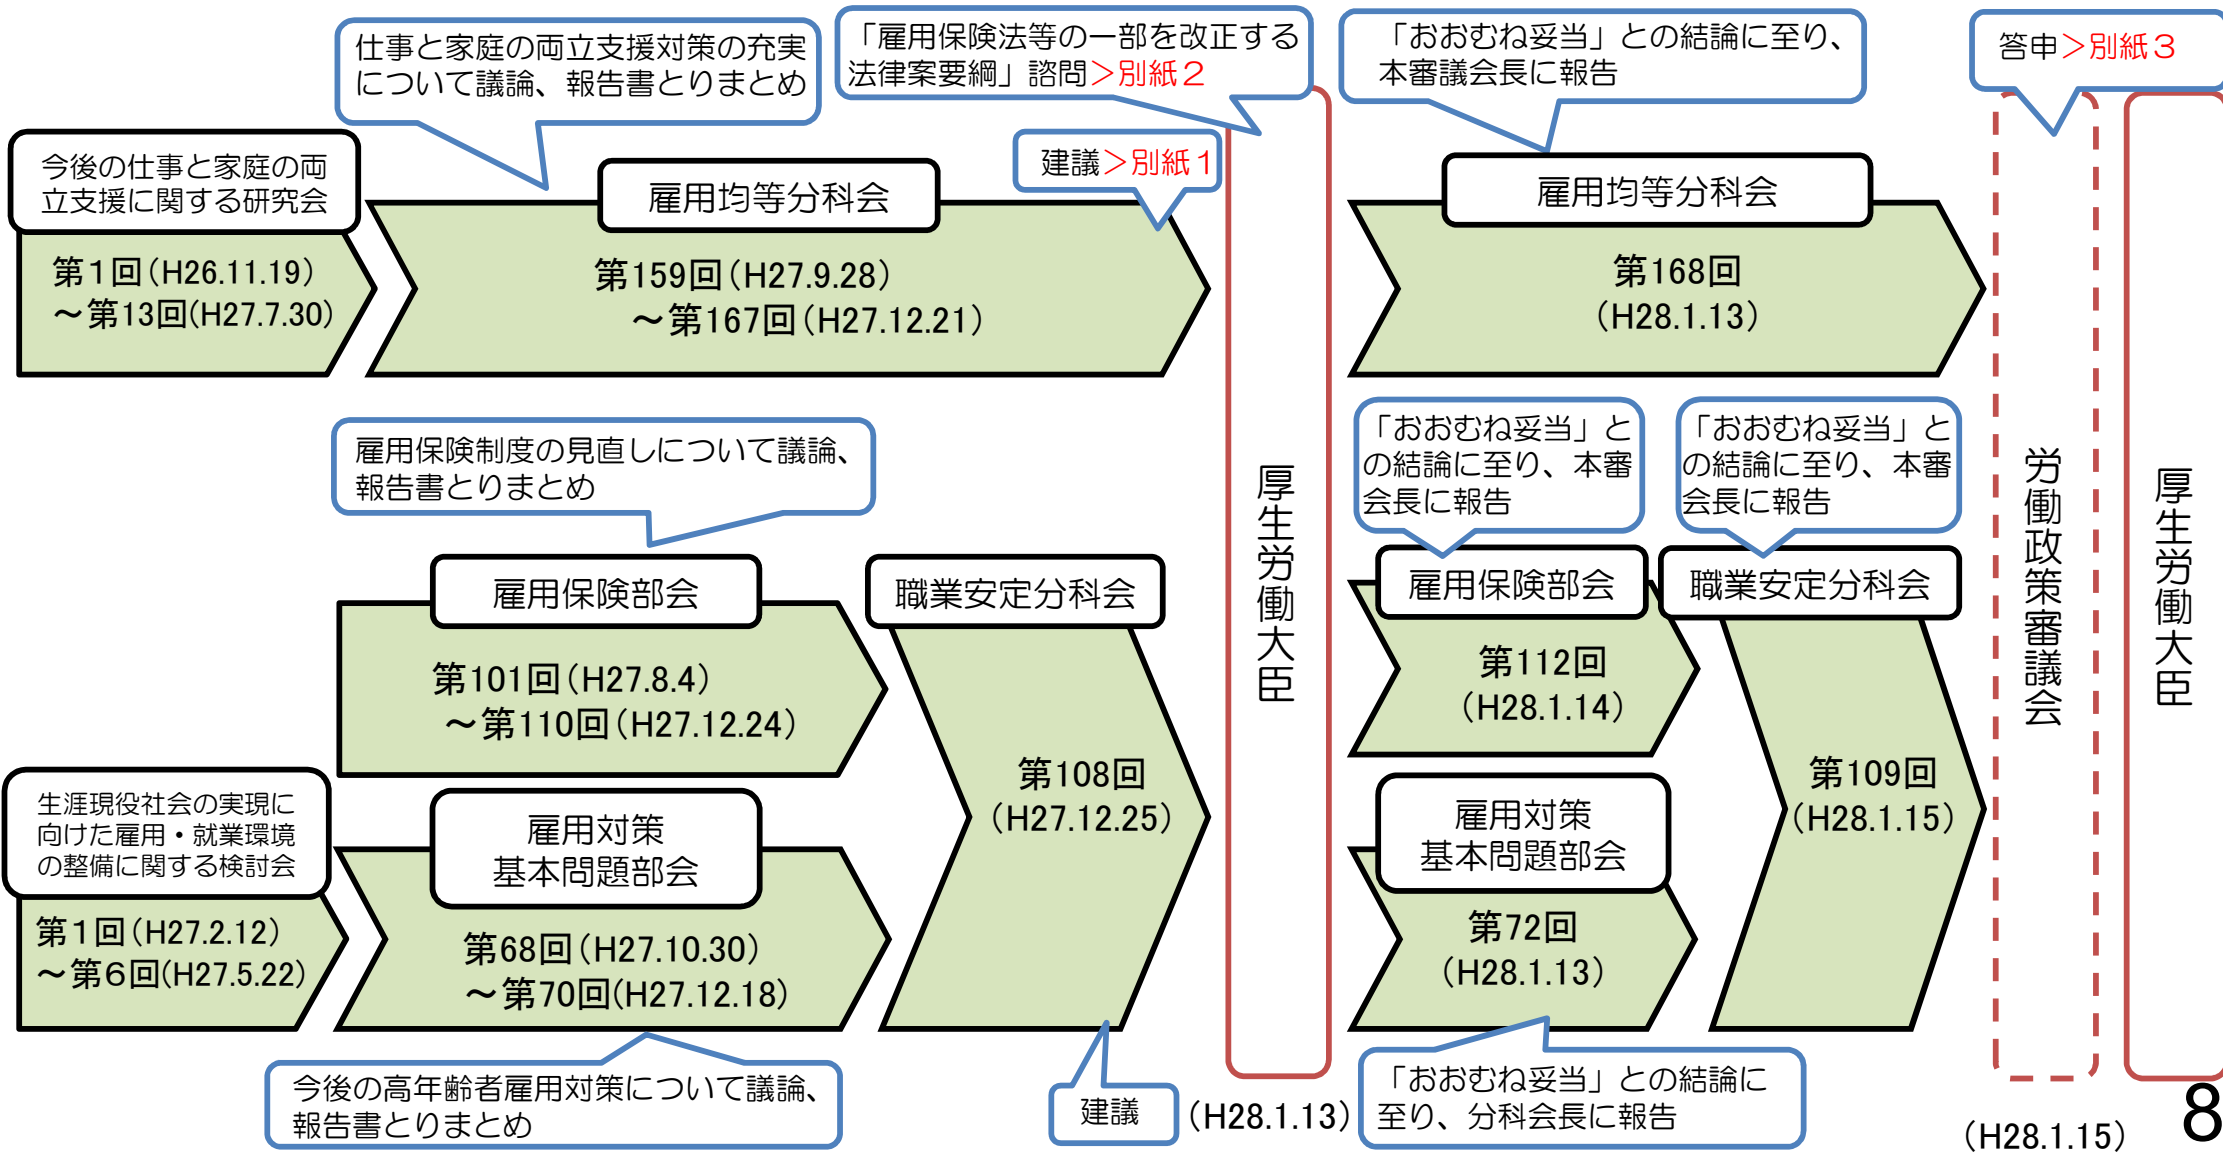 仕事と家庭の両立支援対策の充実
について議論、報告書とりまとめ
「雇用保険法等の一部を改正する
法律案要綱」諮問＞別紙２
「おおむね妥当」との結論に至り、
本審議会長に報告
答申＞別紙３
今後の仕事と家庭の両
立支援に関する研究会
第１回（H26.11.19）
～第13回(H27.7.30)
雇用均等分科会
第159回（H27.9.28）
～第167回（H27.12.21）
建議＞別紙１
雇用均等分科会
第168回
（H28.1.13）
雇用保険制度の見直しについて議論、
報告書とりまとめ
雇用保険部会
第101回（H27.8.4）
～第110回（H27.12.24）
職業安定分科会
第108回
（H27.12.25）
厚生労働大臣
「おおむね妥当」と
の結論に至り、本審
会長に報告
「おおむね妥当」と
の結論に至り、本審
会長に報告
雇用保険部会
第112回
（H28.1.14）
職業安定分科会
第109回
（H28.1.15）
労働政策審議会
厚生労働大臣
生涯現役社会の実現に
向けた雇用・就業環境
の整備に関する検討会
第１回（H27.2.12）
～第６回(H27.5.22)
雇用対策
基本問題部会
第68回（H27.10.30）
～第70回(H27.12.18)
雇用対策
基本問題部会
第72回
（H28.1.13）
今後の高年齢者雇用対策について議論、
報告書とりまとめ
建議
（H28.1.13）
「おおむね妥当」との結論に
至り、分科会長に報告
（H28.1.15）
8